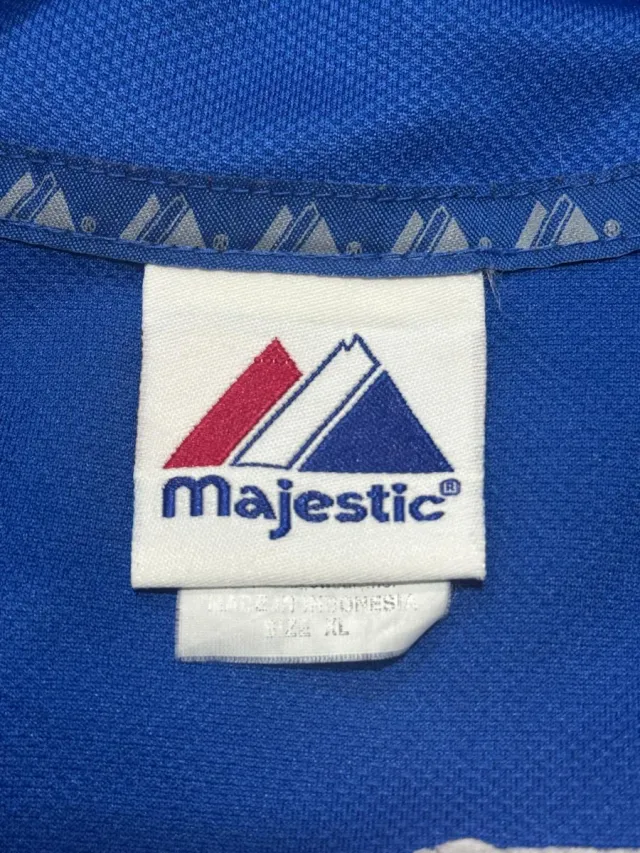 ® ® ® ® ®
majestic®
MADE IN INDONESIA
SIZE XL